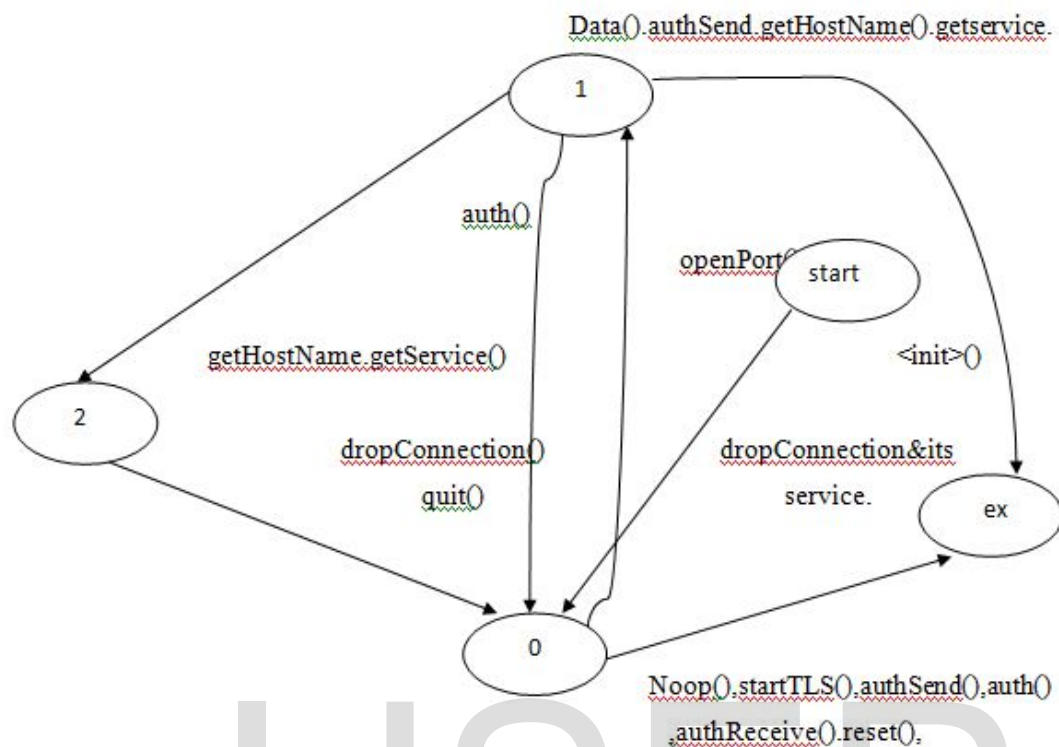 Data().authSend.getHostName().getservice.
1
auth()
openPort()
start
getHostName.getService()
<init>()
2
dropConnection()
quit()
dropConnection&its
service.
ex
0
Noop(),startTLS(),authSend(),auth()
,authReceive().reset(),